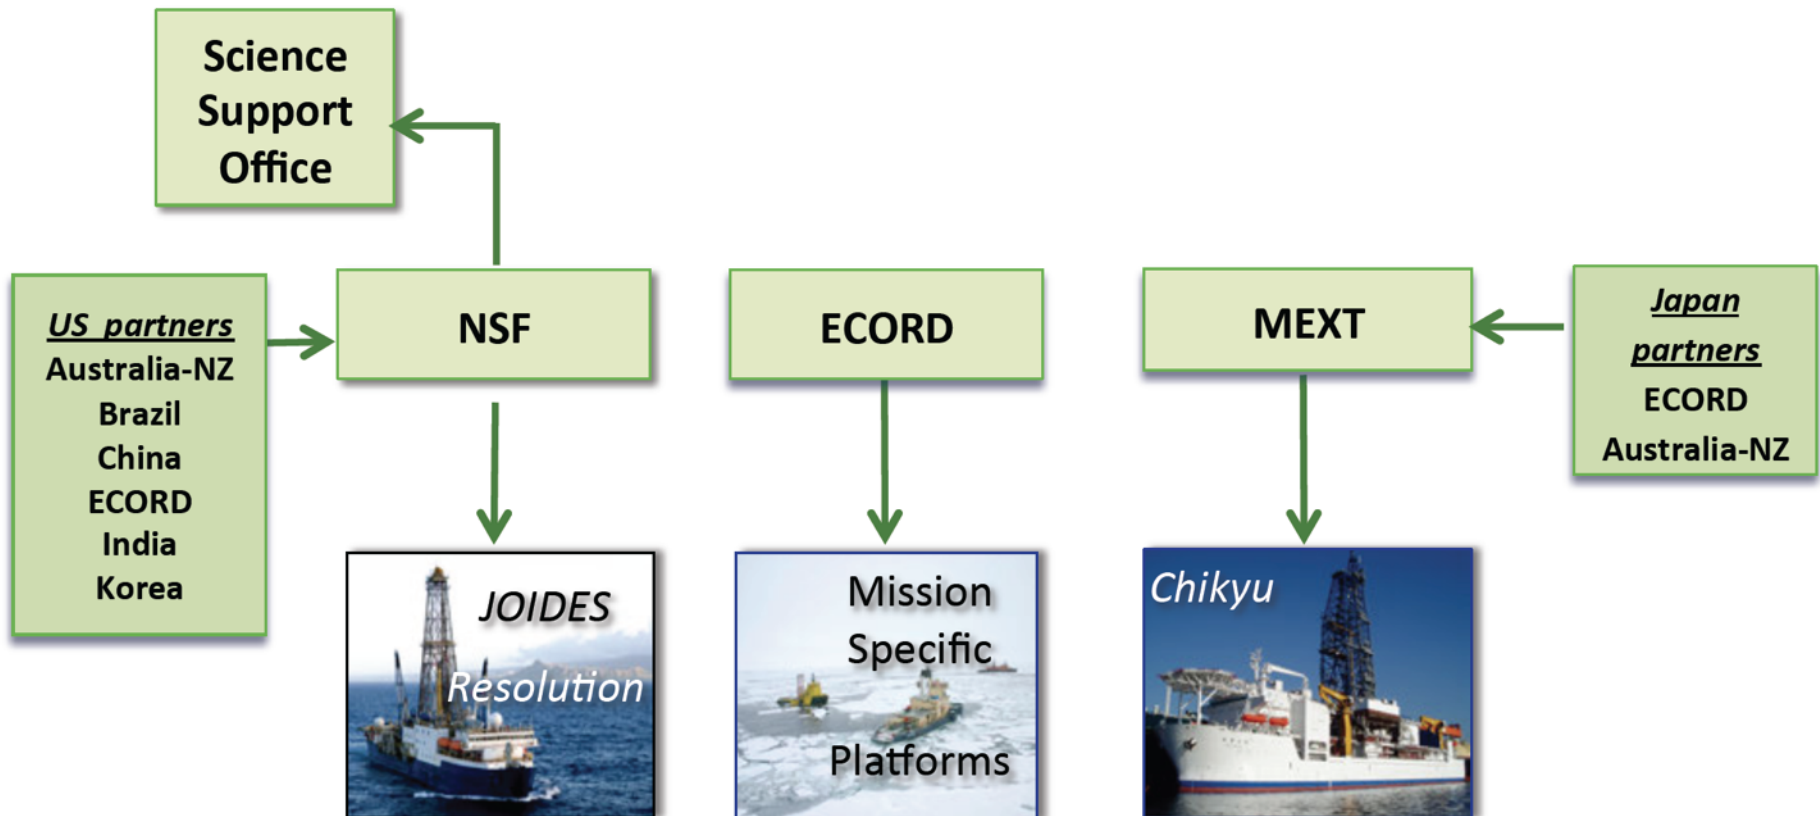 Science
Support
Office
US partners
Australia-NZ
Brazil
China
ECORD
India
Korea
NSF
ECORD
MEXT
Japan
partners
ECORD
Australia-NZ
JOIDES
Resolution
Mission
Specific
Platforms
Chikyu